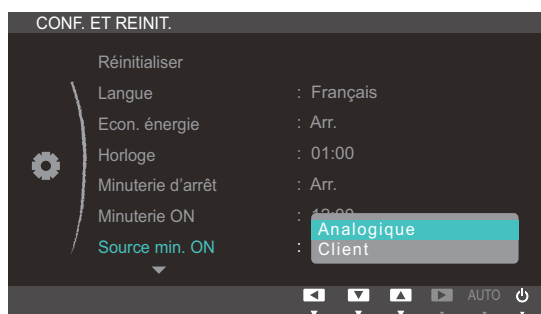 CONF. ET REINIT.
Réinitialiser
Langue : Français
Econ. énergie : Arr.
Horloge : 01:00
Minuterie d'arrêt : Arr.
Minuterie ON :
Source min. ON : Analogique
Client
AUTO